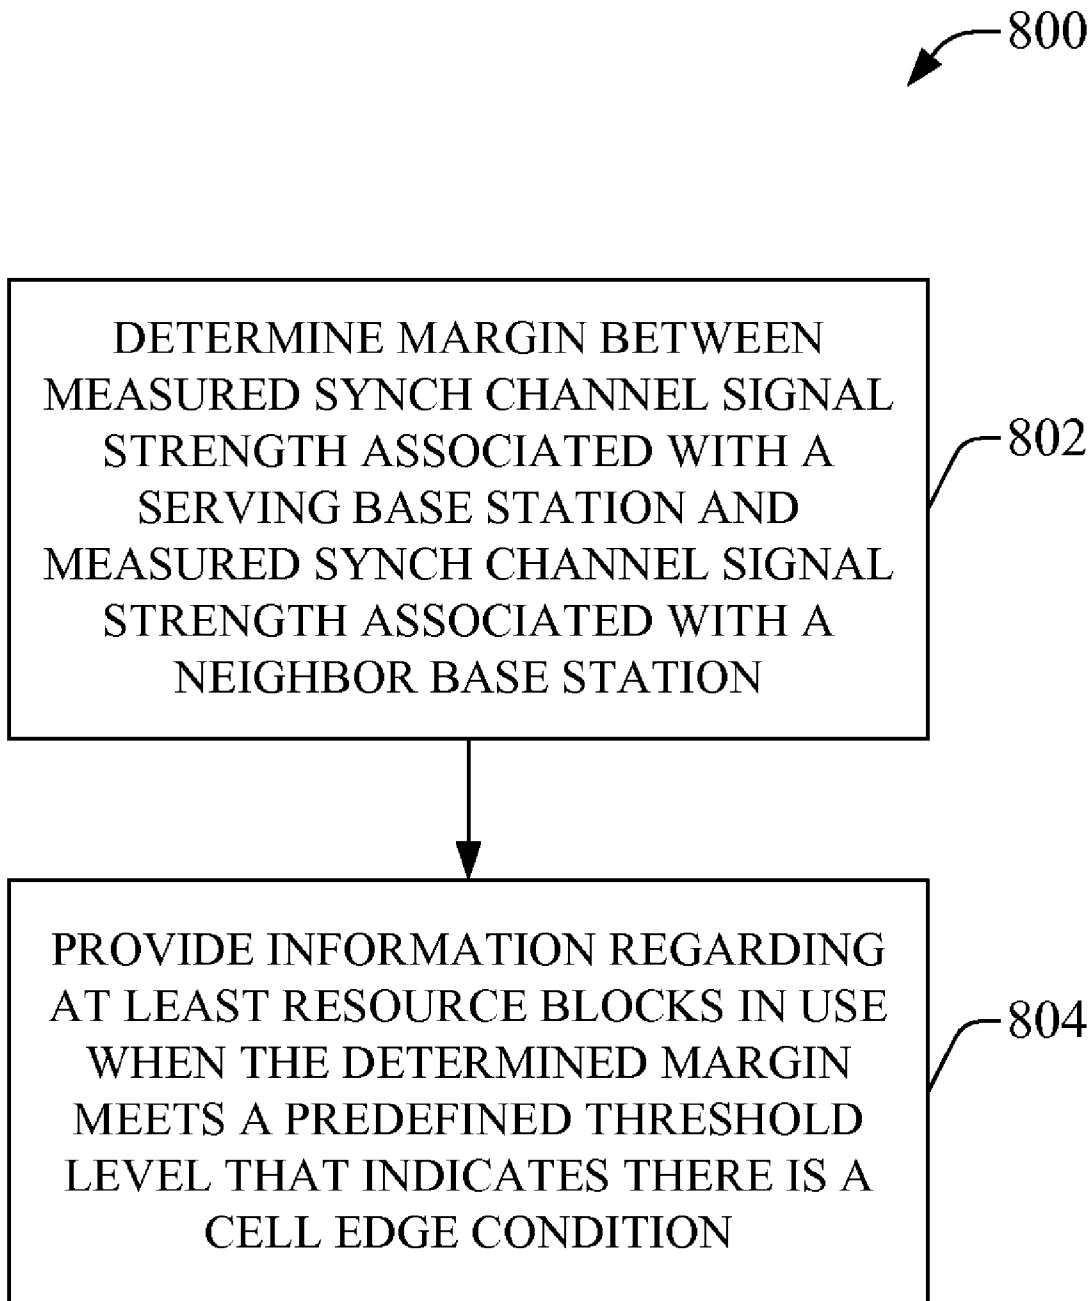 800
DETERMINE MARGIN BETWEEN
MEASURED SYNCH CHANNEL SIGNAL
STRENGTH ASSOCIATED WITH A
SERVING BASE STATION AND
MEASURED SYNCH CHANNEL SIGNAL
STRENGTH ASSOCIATED WITH A
NEIGHBOR BASE STATION
802
PROVIDE INFORMATION REGARDING
AT LEAST RESOURCE BLOCKS IN USE
WHEN THE DETERMINED MARGIN
MEETS A PREDEFINED THRESHOLD
LEVEL THAT INDICATES THERE IS A
CELL EDGE CONDITION
804